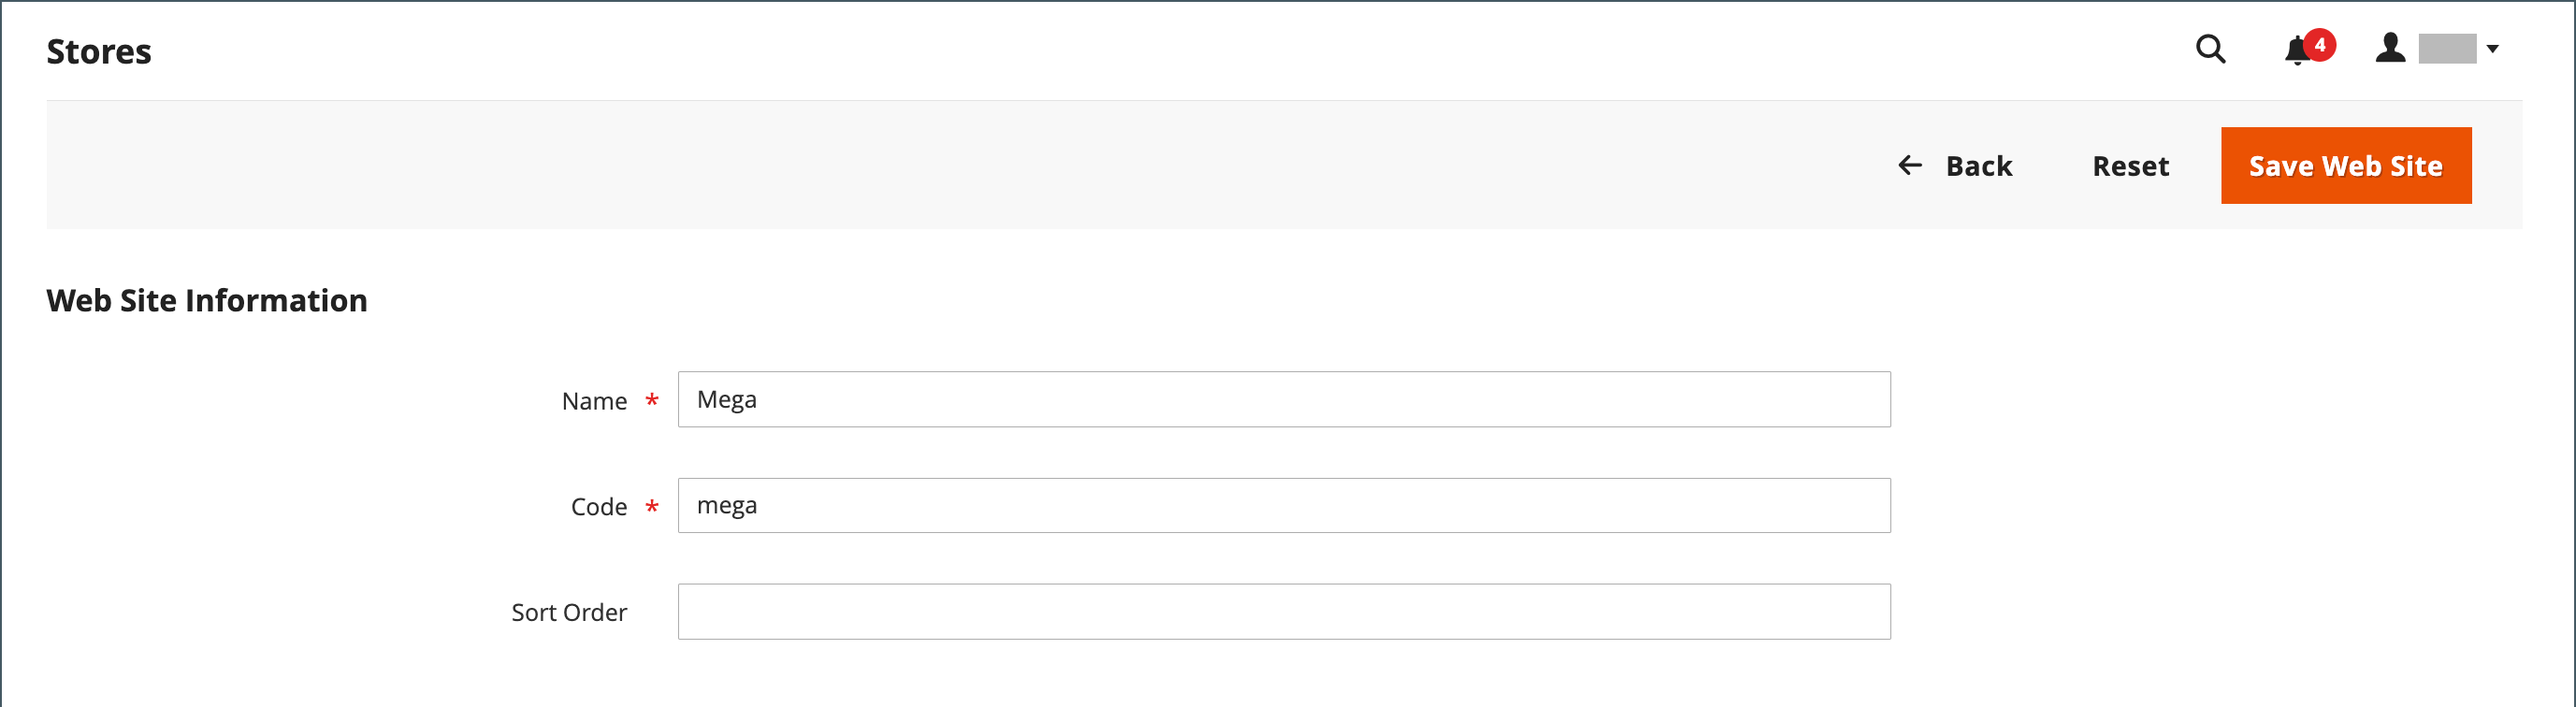 Stores
4
Back Reset Save Web Site
Web Site Information
Name * Mega
Code * mega
Sort Order